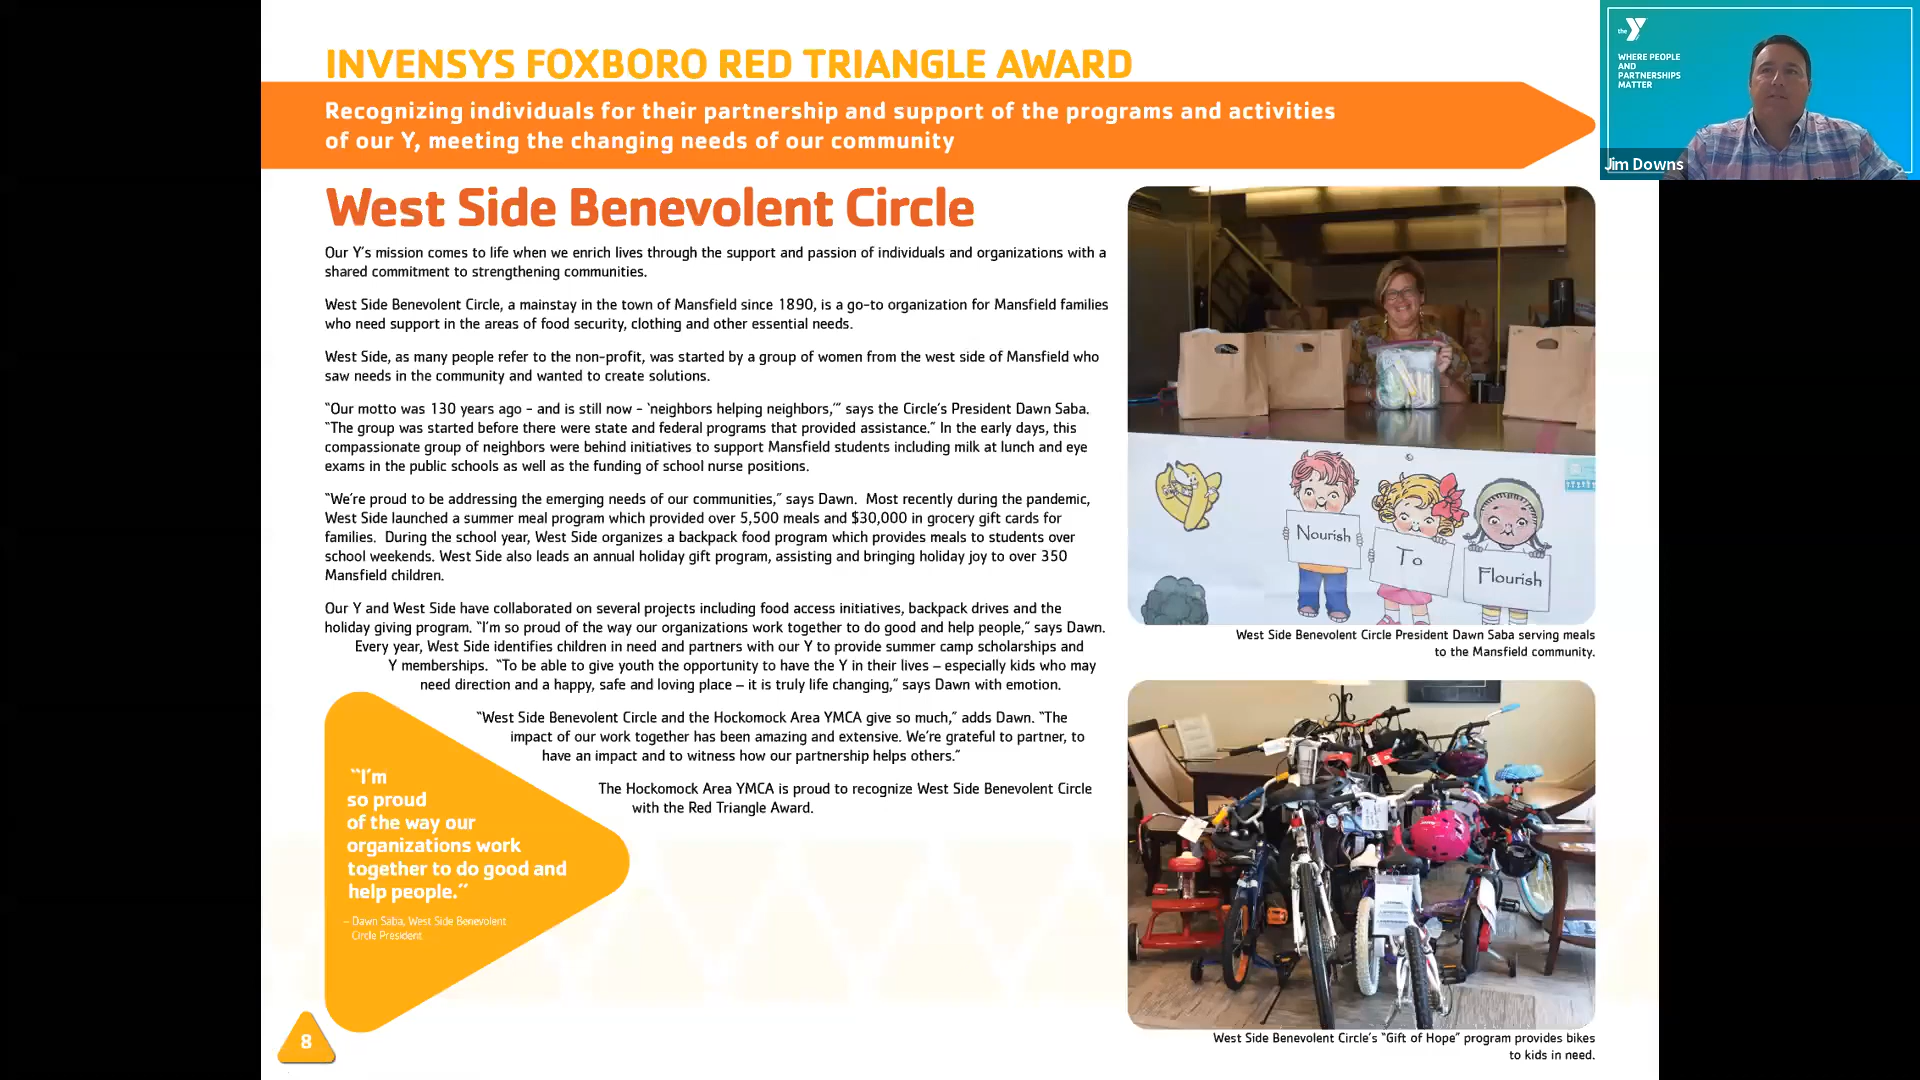 INVENSYS FOXBORO RED TRIANGLE AWARD
Recognizing individuals for their partnership and support of the programs and activities
of our Y, meeting the changing needs of our community
the Y
WHERE PEOPLE
AND
PARTNERSHIPS
MATTER
Jim Downs
West Side Benevolent Circle
Our Y’s mission comes to life when we enrich lives through the support and passion of individuals and organizations with a
shared commitment to strengthening communities.
West Side Benevolent Circle, a mainstay in the town of Mansfield since 1890, is a go-to organization for Mansfield families
who need support in the areas of food security, clothing and other essential needs.
West Side, as many people refer to the non-profit, was started by a group of women from the west side of Mansfield who
saw needs in the community and wanted to create solutions.
“Our motto was 130 years ago - and is still now - ‘neighbors helping neighbors,’” says the Circle’s President Dawn Saba.
“The group was started before there were state and federal programs that provided assistance.” In the early days, this
compassionate group of neighbors were behind initiatives to support Mansfield students including milk at lunch and eye
exams in the public schools as well as the funding of school nurse positions.
“We’re proud to be addressing the emerging needs of our communities,” says Dawn.  Most recently during the pandemic,
West Side launched a summer meal program which provided over 5,500 meals and $30,000 in grocery gift cards for
families.  During the school year, West Side organizes a backpack food program which provides meals to students over
school weekends. West Side also leads an annual holiday gift program, assisting and bringing holiday joy to over 350
Mansfield children.
Our Y and West Side have collaborated on several projects including food access initiatives, backpack drives and the
holiday giving program. “I’m so proud of the way our organizations work together to do good and help people,” says Dawn.
Every year, West Side identifies children in need and partners with our Y to provide summer camp scholarships and
Y memberships.  “To be able to give youth the opportunity to have the Y in their lives – especially kids who may
need direction and a happy, safe and loving place – it is truly life changing,” says Dawn with emotion.
“West Side Benevolent Circle and the Hockomock Area YMCA give so much,” adds Dawn. “The
impact of our work together has been amazing and extensive. We’re grateful to partner, to
have an impact and to witness how our partnership helps others.”
The Hockomock Area YMCA is proud to recognize West Side Benevolent Circle
with the Red Triangle Award.
“I’m
so proud
of the way our
organizations work
together to do good and
help people.”
– Dawn Saba, West Side Benevolent
Circle President
8
Nourish
To
Flourish
West Side Benevolent Circle President Dawn Saba serving meals
to the Mansfield community.
West Side Benevolent Circle’s “Gift of Hope” program provides bikes
to kids in need.